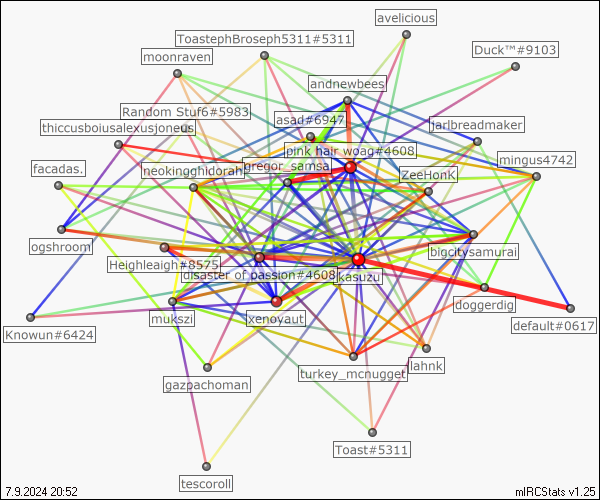 avelicious
ToastephBroseph5311#5311
Duck™#9103
moonraven
andnewbees
Random Stuf6#5983
asad#6947
jarlbreadmaker
thiccusboiusalexusjoneus
pink hair woag#4608
mingus4742
facadas.
neokingghidorah
gregor_samsa
ZeeHonk
ogshroom
bigcitysamurai
Heighleagh#8575
disaster of passion#4608
kasuzu
doggerdig
mukszi
xenovaut
default#0617
Knowun#6424
turkey_mcnugget
lahnk
gazpachoman
Toast#5311
tescoroll
7.9.2024 20:52
mIRCStats v1.25